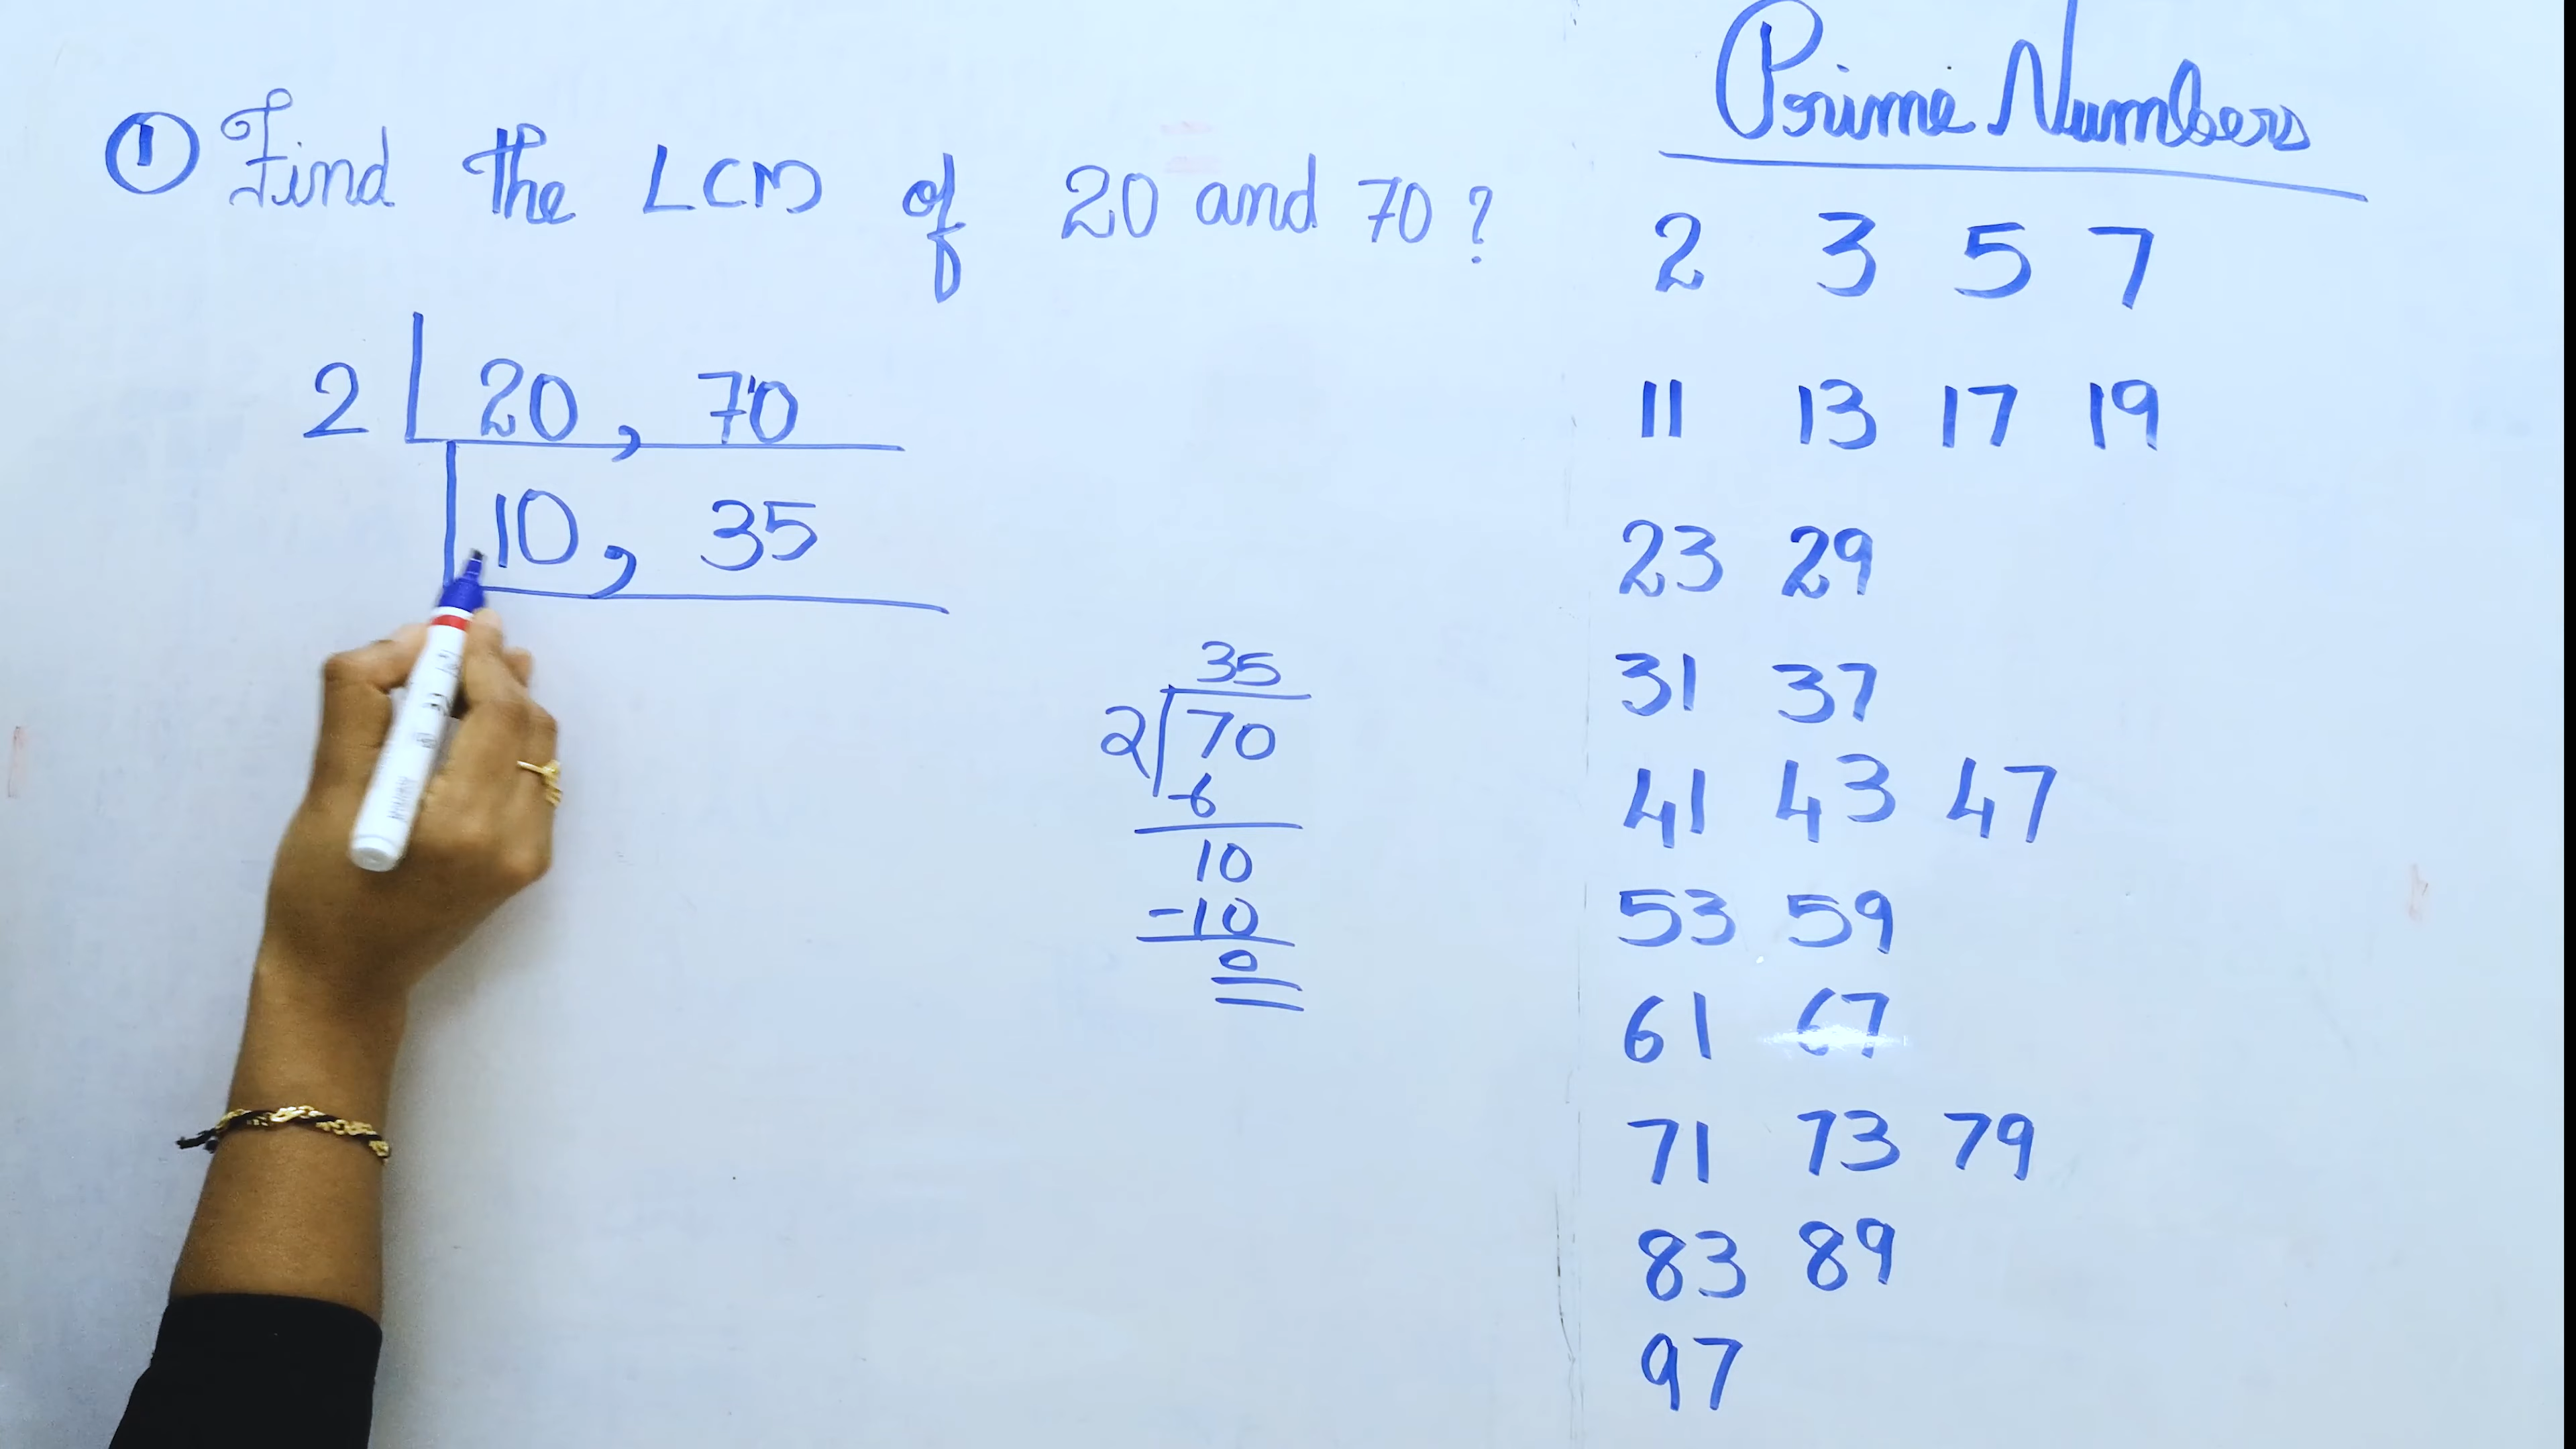 ① Find the LCM of 20 and 70 ?
2 20 , 70
10 , 35
35
2 70
-6
10
-10
0
Prime Numbers
2 3 5 7
11 13 17 19
23 29
31 37
41 43 47
53 59
61 67
71 73 79
83 89
97